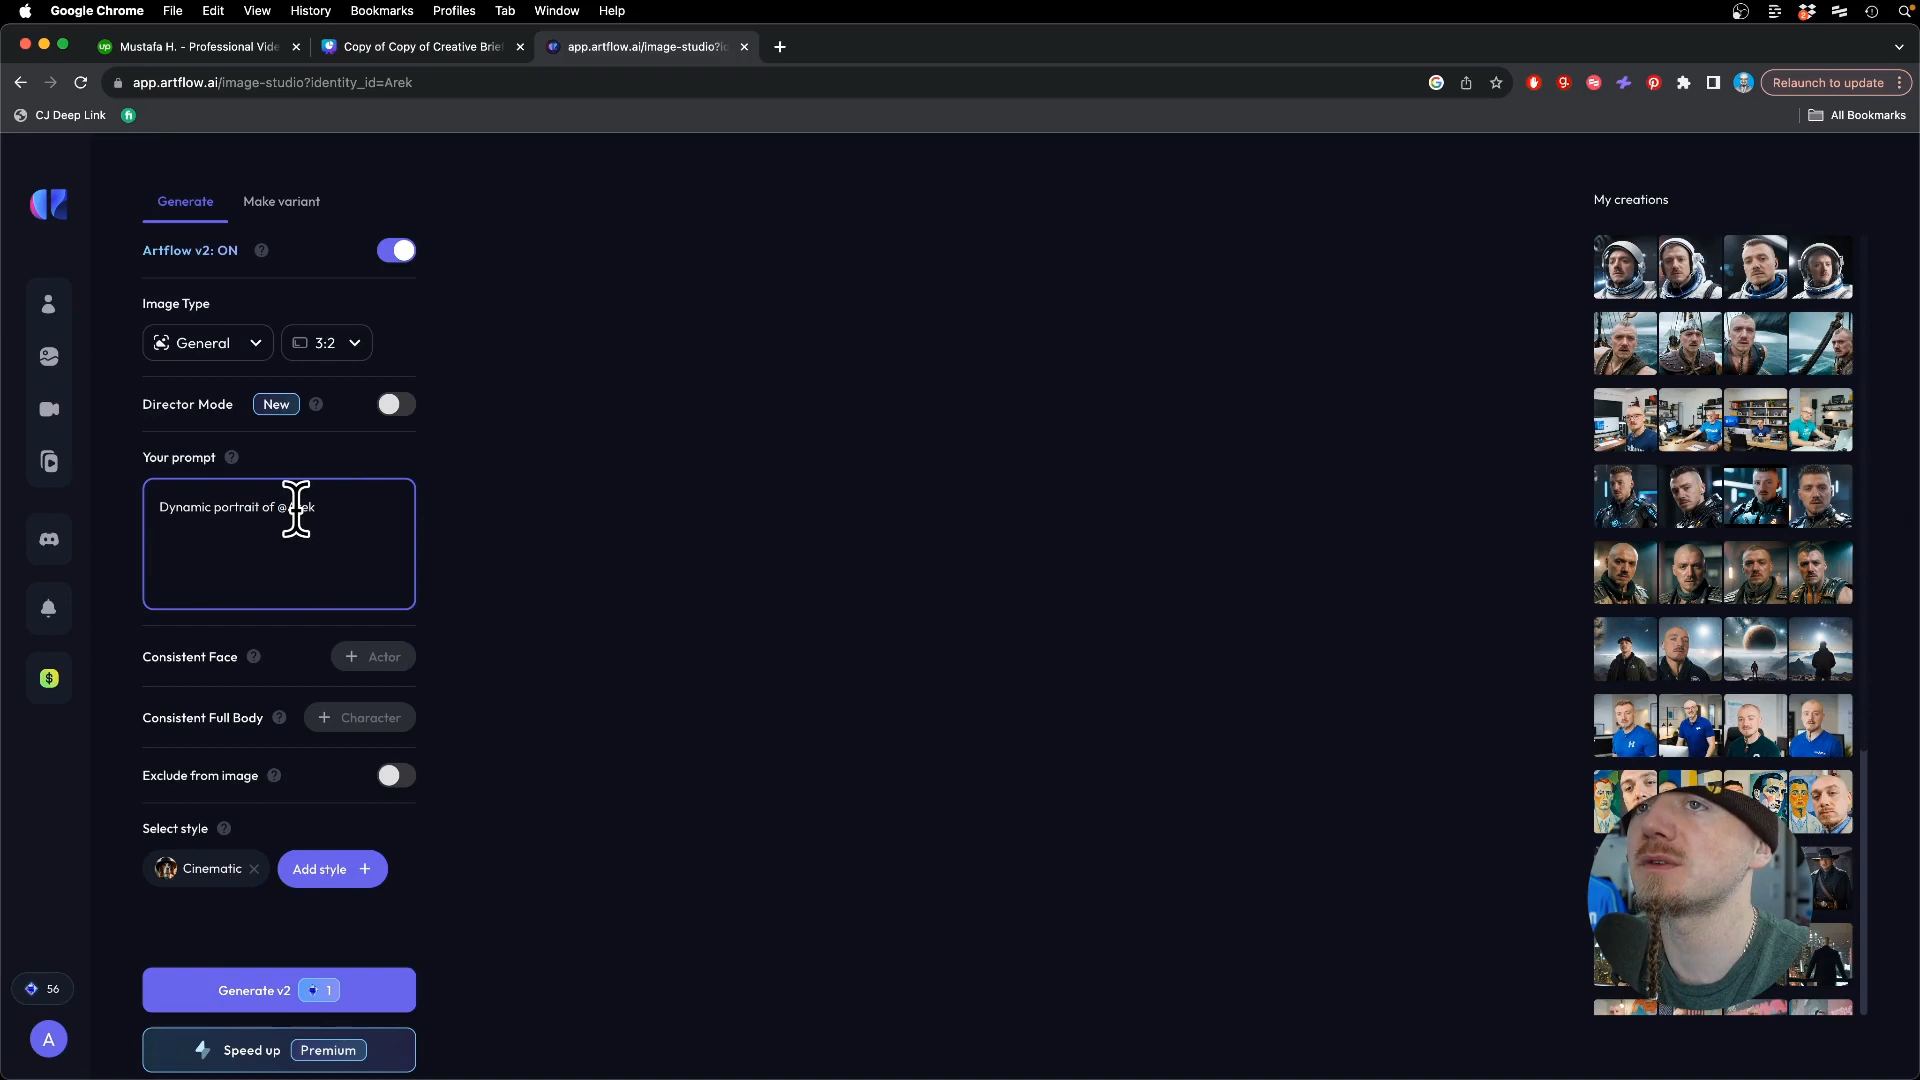 Google Chrome File Edit View History Bookmarks Profiles Tab Window Help
up Mustafa H. - Professional Vide
Copy of Copy of Creative Brie
app.artflow.ai/image-studio?i
app.artflow.ai/image-studio?identity_id=Arek
Relaunch to update
CJ Deep Link
fi
All Bookmarks
Generate
Make variant
My creations
Artflow v2: ON ?
Image Type
General
3:2
Director Mode New ?
Your prompt ?
Dynamic portrait of @
Consistent Face ? + Actor
Consistent Full Body ? + Character
Exclude from image ?
Select style ?
Cinematic
Add style +
56
Generate v2 1
A
Speed up Premium